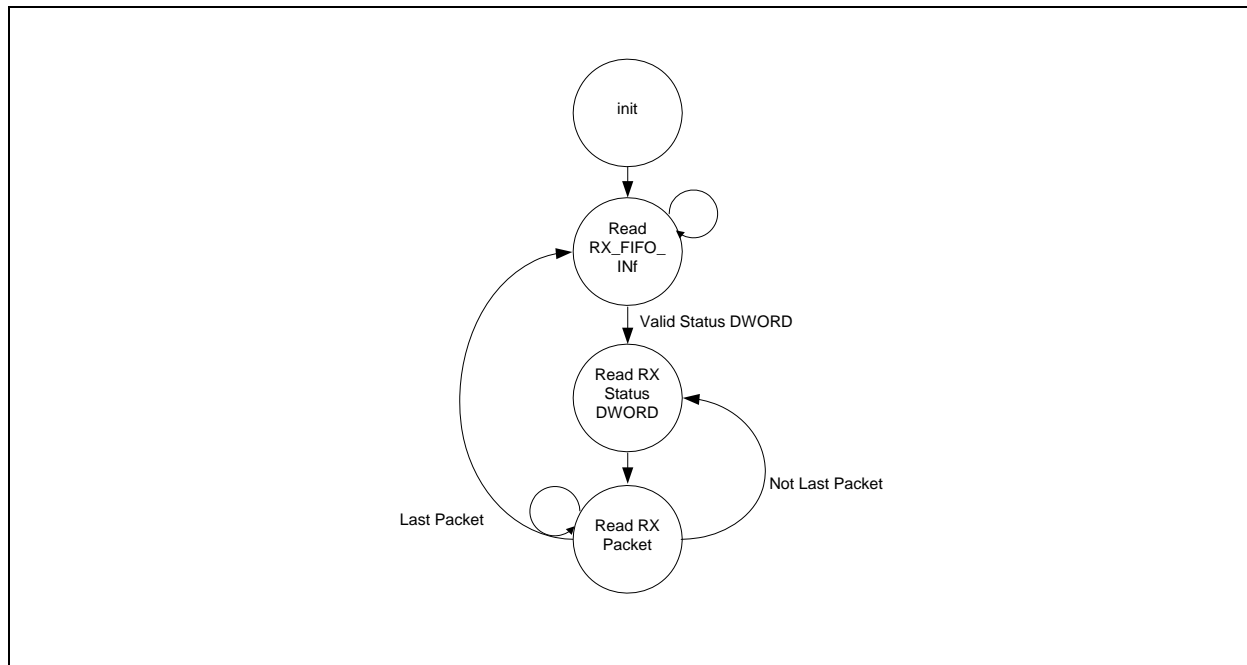 init
Read
RX_FIFO_
INf
Valid Status DWORD
Read RX
Status
DWORD
Not Last Packet
Last Packet
Read RX
Packet